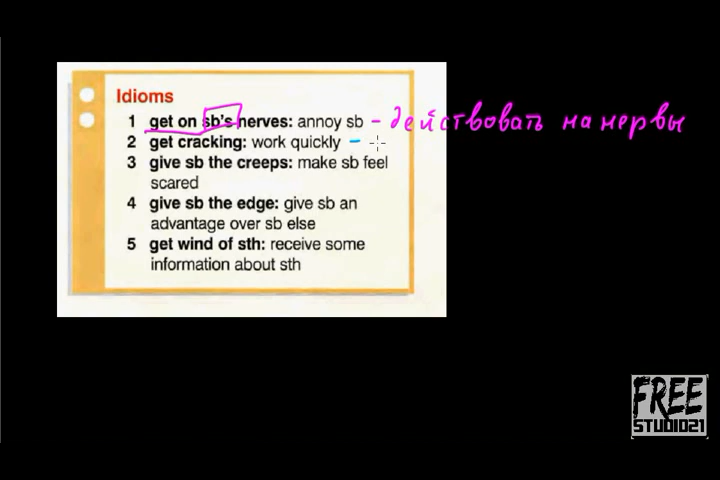 Idioms
1 get on sb's nerves: annoy sb - действовать на нервы
2 get cracking: work quickly -
3 give sb the creeps: make sb feel
scared
4 give sb the edge: give sb an
advantage over sb else
5 get wind of sth: receive some
information about sth
FREE
STUDIO21